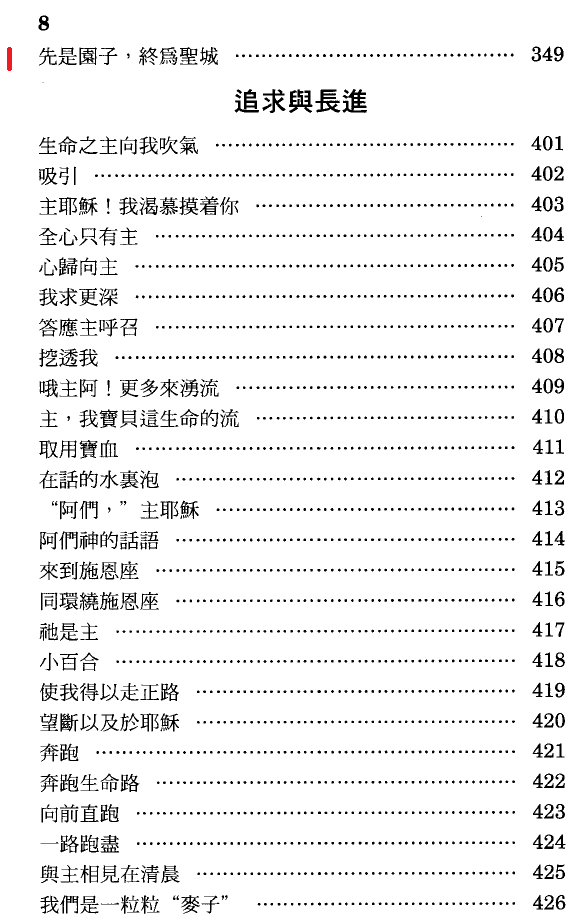 8
先是園子，終爲聖城 ………………………………… 349
追求與長進
生命之主向我吹氣 ………………………………… 401
吸引 ………………………………………………… 402
主耶穌！我渴慕摸着你 …………………………… 403
全心只有主 ………………………………………… 404
心歸向主 …………………………………………… 405
我求更深 …………………………………………… 406
答應主呼召 ………………………………………… 407
挖透我 ……………………………………………… 408
哦主阿！更多來湧流 ……………………………… 409
主，我寶貝這生命的流 …………………………… 410
取用寶血 …………………………………………… 411
在話的水裏泡 ……………………………………… 412
“阿們，”主耶穌 …………………………………… 413
阿們神的話語 ……………………………………… 414
來到施恩座 ………………………………………… 415
同環繞施恩座 ……………………………………… 416
祂是主 ……………………………………………… 417
小百合 ……………………………………………… 418
使我得以走正路 …………………………………… 419
望斷以及於耶穌 …………………………………… 420
奔跑 ………………………………………………… 421
奔跑生命路 ………………………………………… 422
向前直跑 …………………………………………… 423
一路跑盡 …………………………………………… 424
與主相見在清晨 …………………………………… 425
我們是一粒粒“麥子” ……………………………… 426